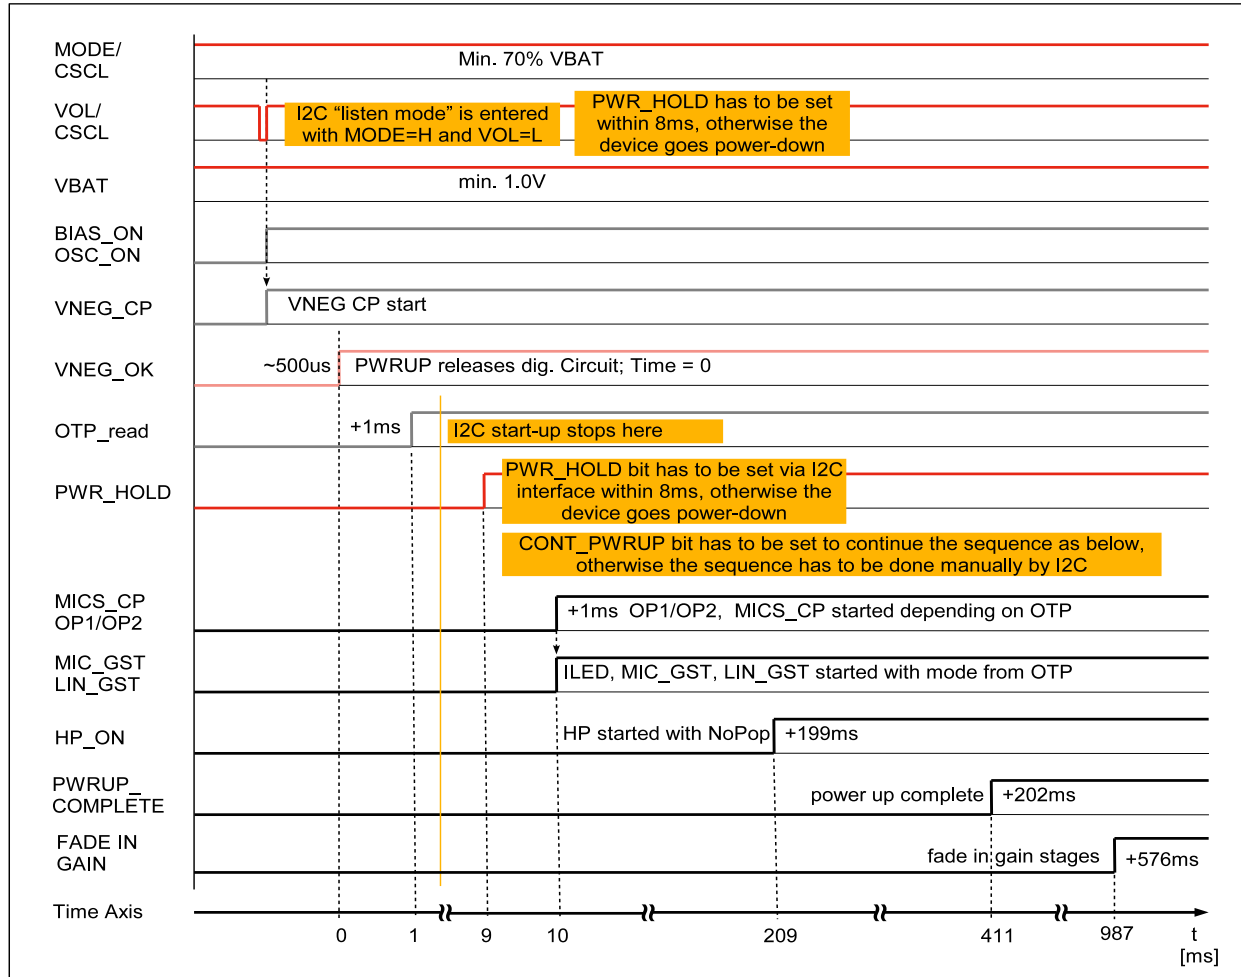 MODE/
CSCL
Min. 70% VBAT
VOL/
CSCL
I2C “listen mode” is entered
with MODE=H and VOL=L
PWR_HOLD has to be set
within 8ms, otherwise the
device goes power-down
VBAT
min. 1.0V
BIAS_ON
OSC_ON
VNEG_CP
VNEG CP start
VNEG_OK
~500us
PWRUP releases dig. Circuit; Time = 0
OTP_read
+1ms
I2C start-up stops here
PWR_HOLD
PWR_HOLD bit has to be set via I2C
interface within 8ms, otherwise the
device goes power-down
CONT_PWRUP bit has to be set to continue the sequence as below,
otherwise the sequence has to be done manually by I2C
MICS_CP
OP1/OP2
+1ms OP1/OP2, MICS_CP started depending on OTP
MIC_GST
LIN_GST
ILED, MIC_GST, LIN_GST started with mode from OTP
HP_ON
HP started with NoPop
+199ms
PWRUP_
COMPLETE
power up complete
+202ms
FADE IN
GAIN
fade in gain stages
+576ms
Time Axis
0 1 9 10 209 411 987 t
[ms]